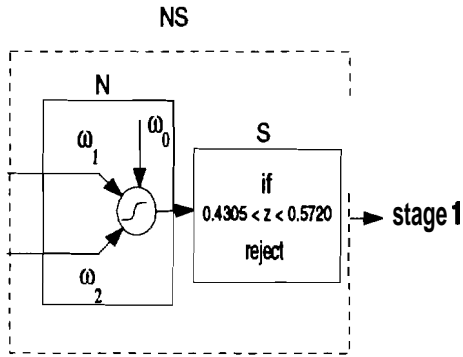 NS
N
S
ω0
ω1
ω2
if
0.4305 < z < 0.5720
reject
stage 1